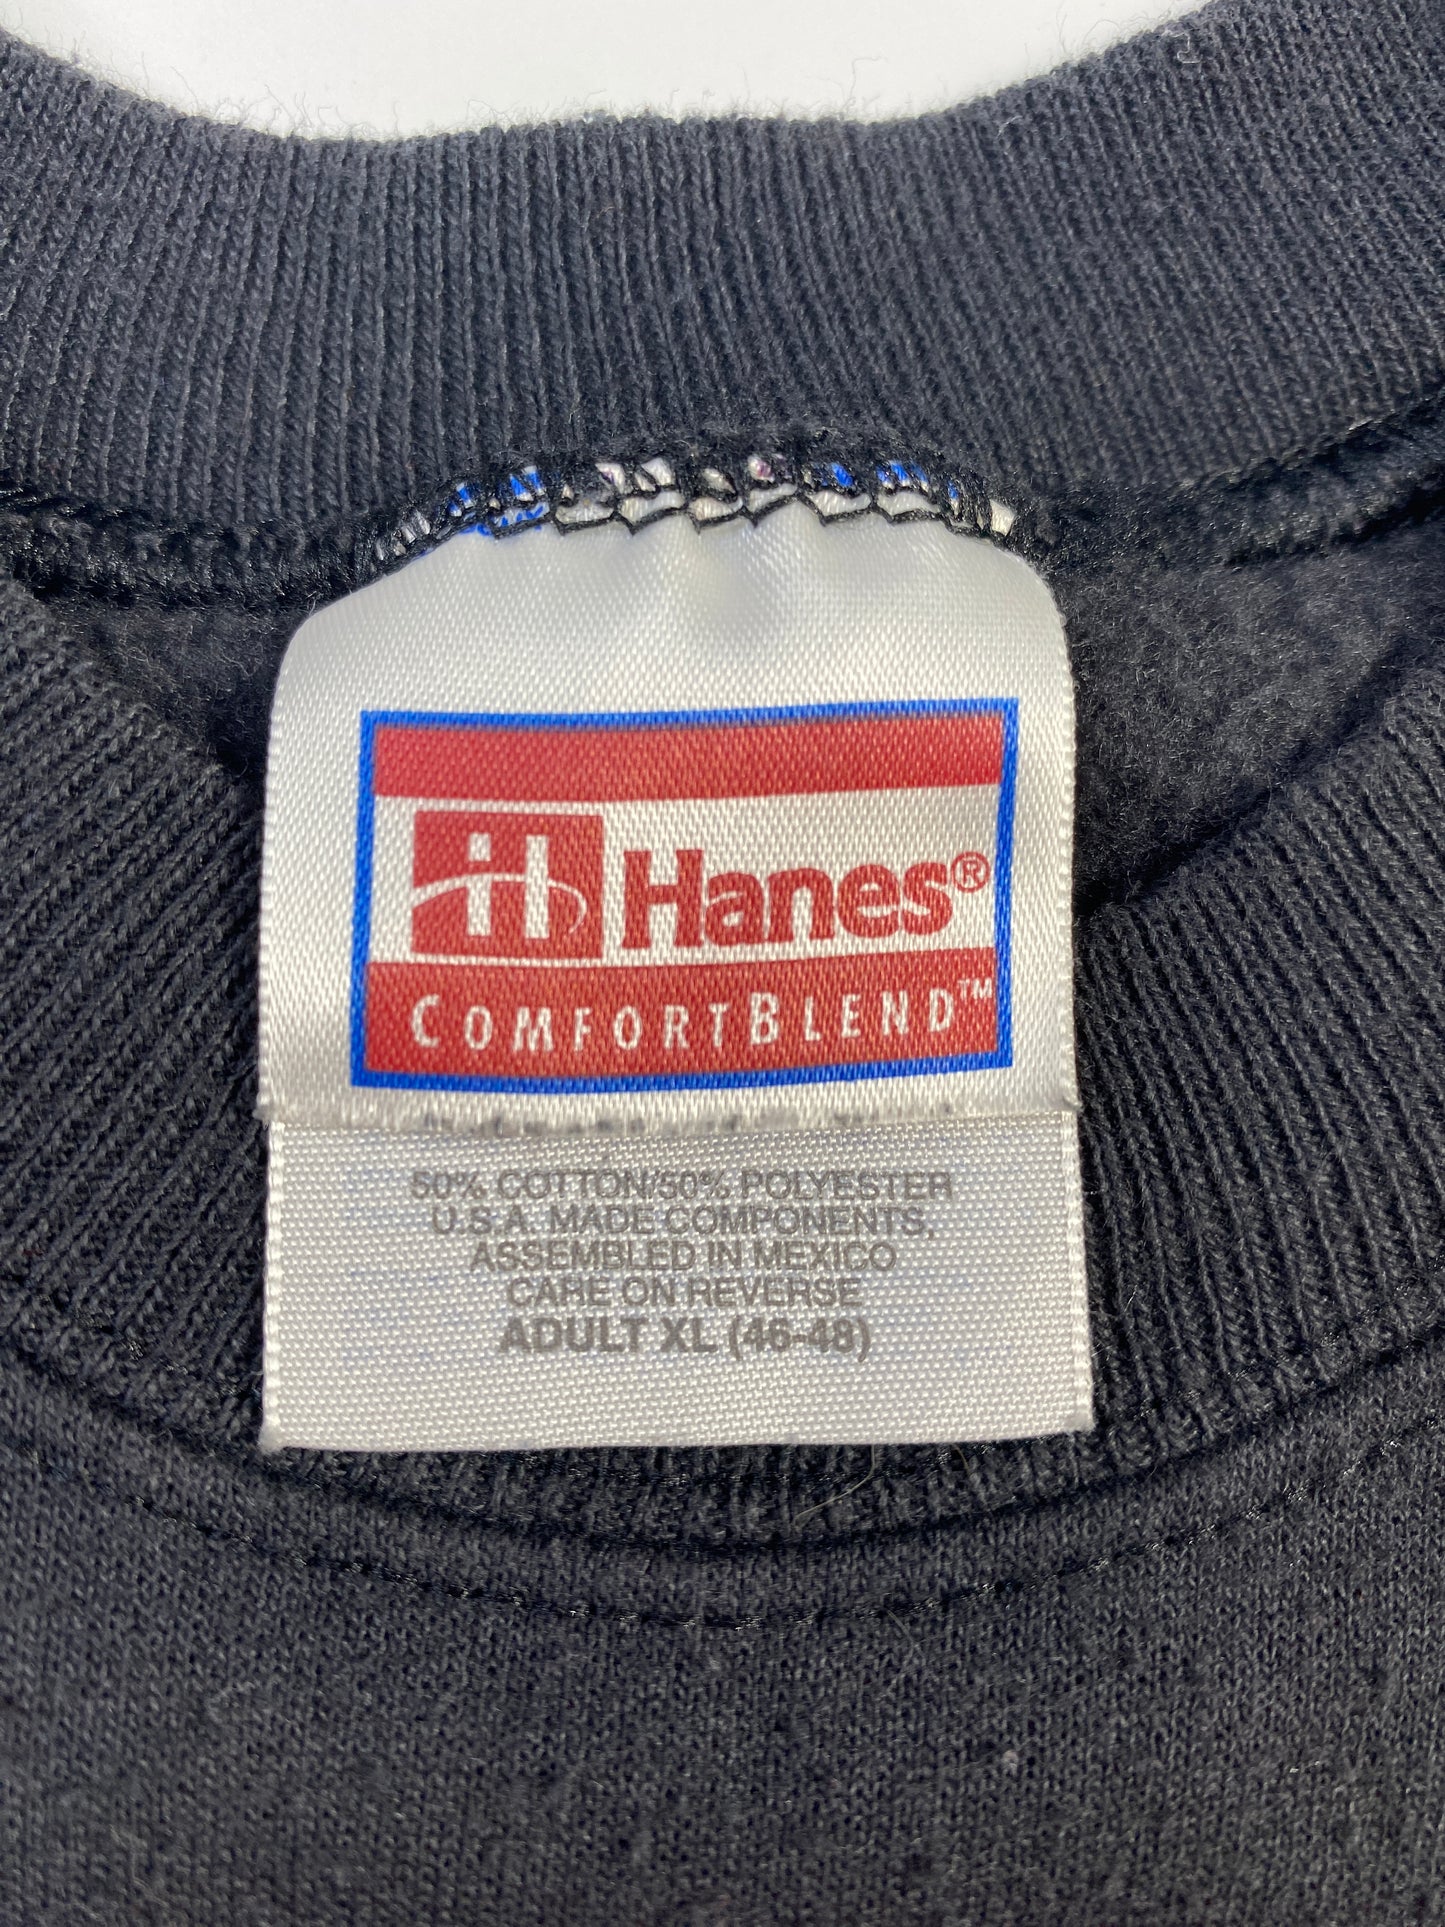 Hanes®
COMFORTBLEND™
50% COTTON/50% POLYESTER
U.S.A. MADE COMPONENTS,
ASSEMBLED IN MEXICO
CARE ON REVERSE
ADULT XL (46-48)